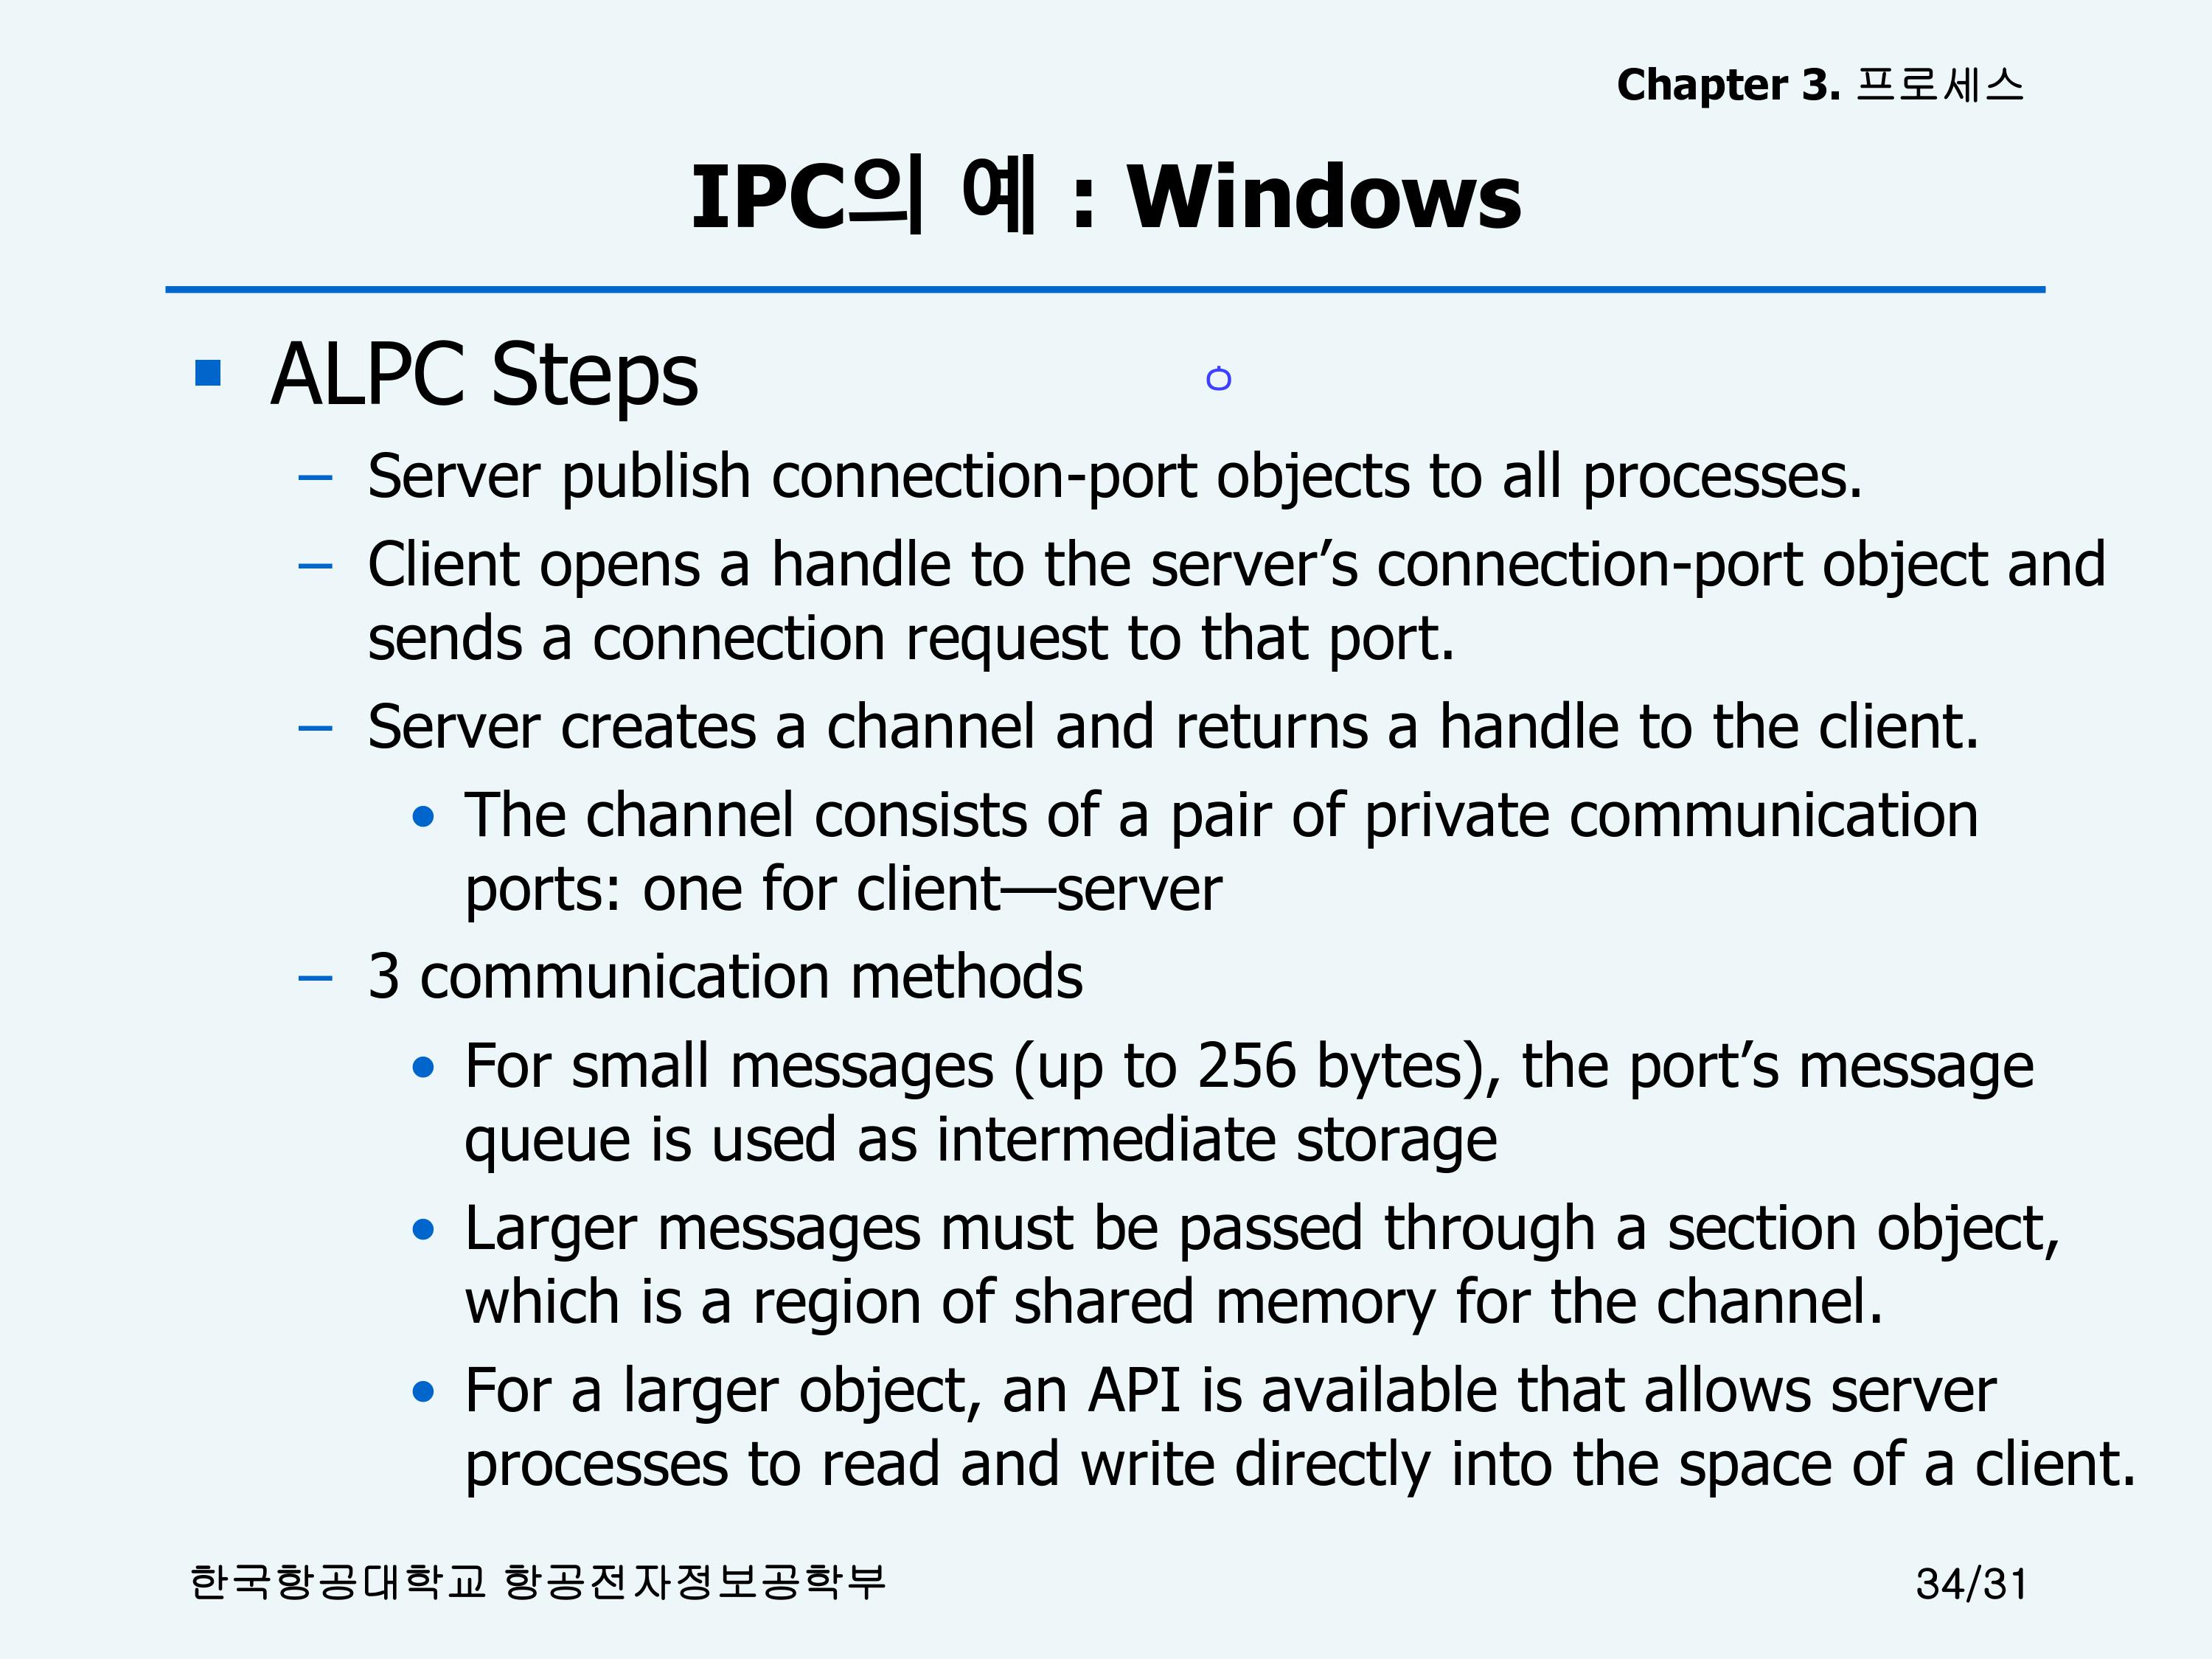 Chapter 3. 프로세스
IPC의 예 : Windows
■ ALPC Steps
ㅇ
– Server publish connection-port objects to all processes.
– Client opens a handle to the server’s connection-port object and
sends a connection request to that port.
– Server creates a channel and returns a handle to the client.
• The channel consists of a pair of private communication
ports: one for client—server
– 3 communication methods
• For small messages (up to 256 bytes), the port’s message
queue is used as intermediate storage
• Larger messages must be passed through a section object,
which is a region of shared memory for the channel.
• For a larger object, an API is available that allows server
processes to read and write directly into the space of a client.
한국항공대학교 항공전자정보공학부
34/31